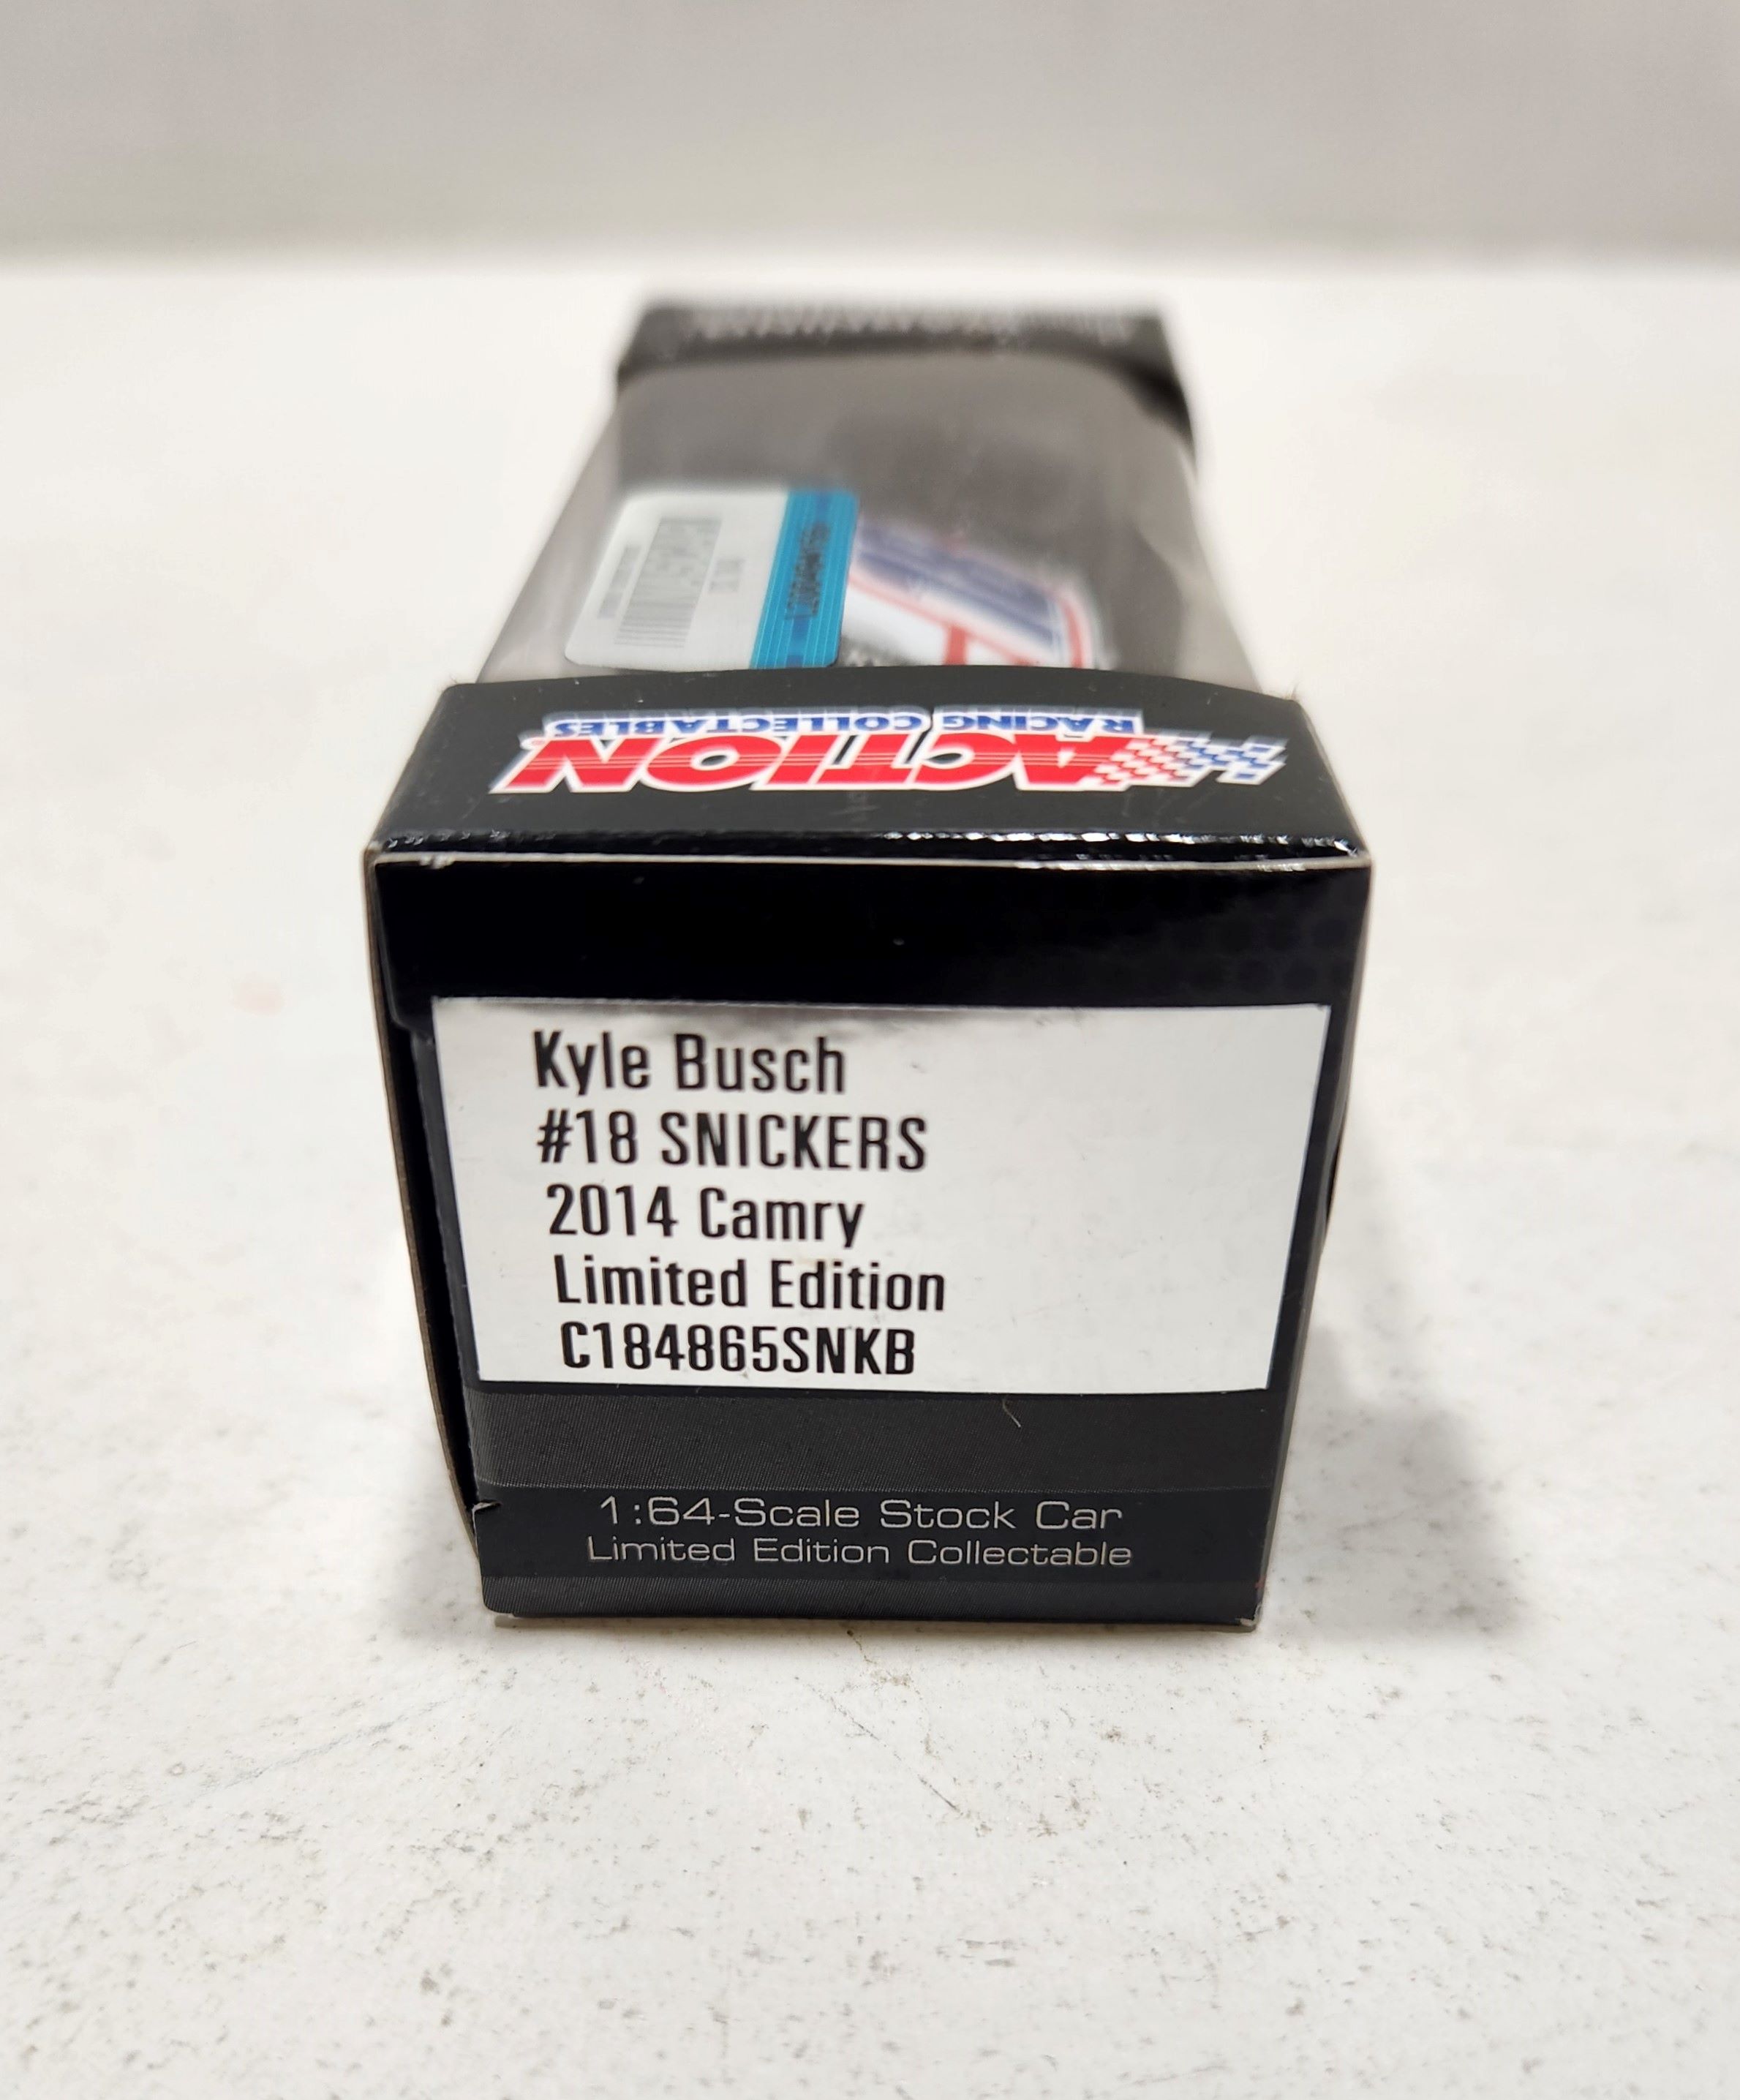 ACTION
RACING COLLECTABLES
Kyle Busch
#18 SNICKERS
2014 Camry
Limited Edition
C184865SNKB
1:64-Scale Stock Car
Limited Edition Collectable